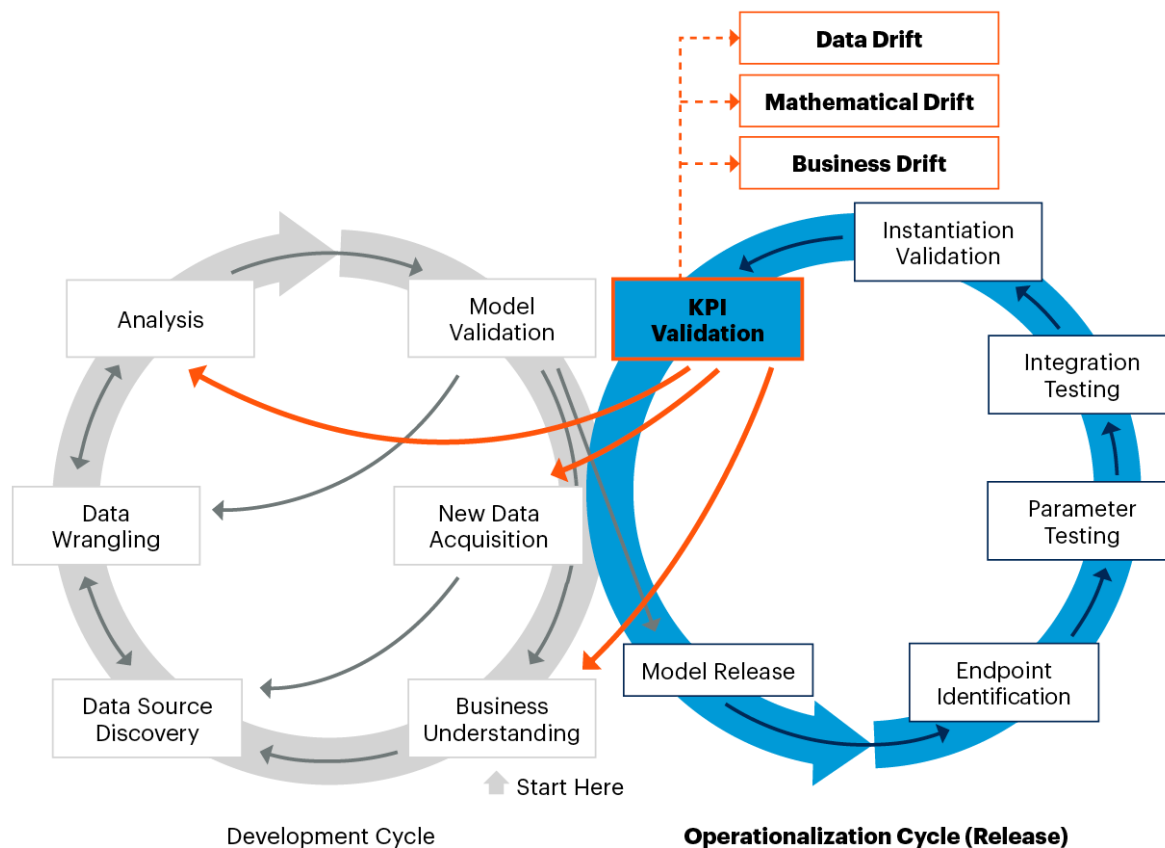 Data Drift
Mathematical Drift
Business Drift
Instantiation
Validation
Analysis
Model
Validation
KPI
Validation
Integration
Testing
Data
Wrangling
New Data
Acquisition
Parameter
Testing
Data Source
Discovery
Business
Understanding
Model Release
Endpoint
Identification
Start Here
Development Cycle
Operationalization Cycle (Release)